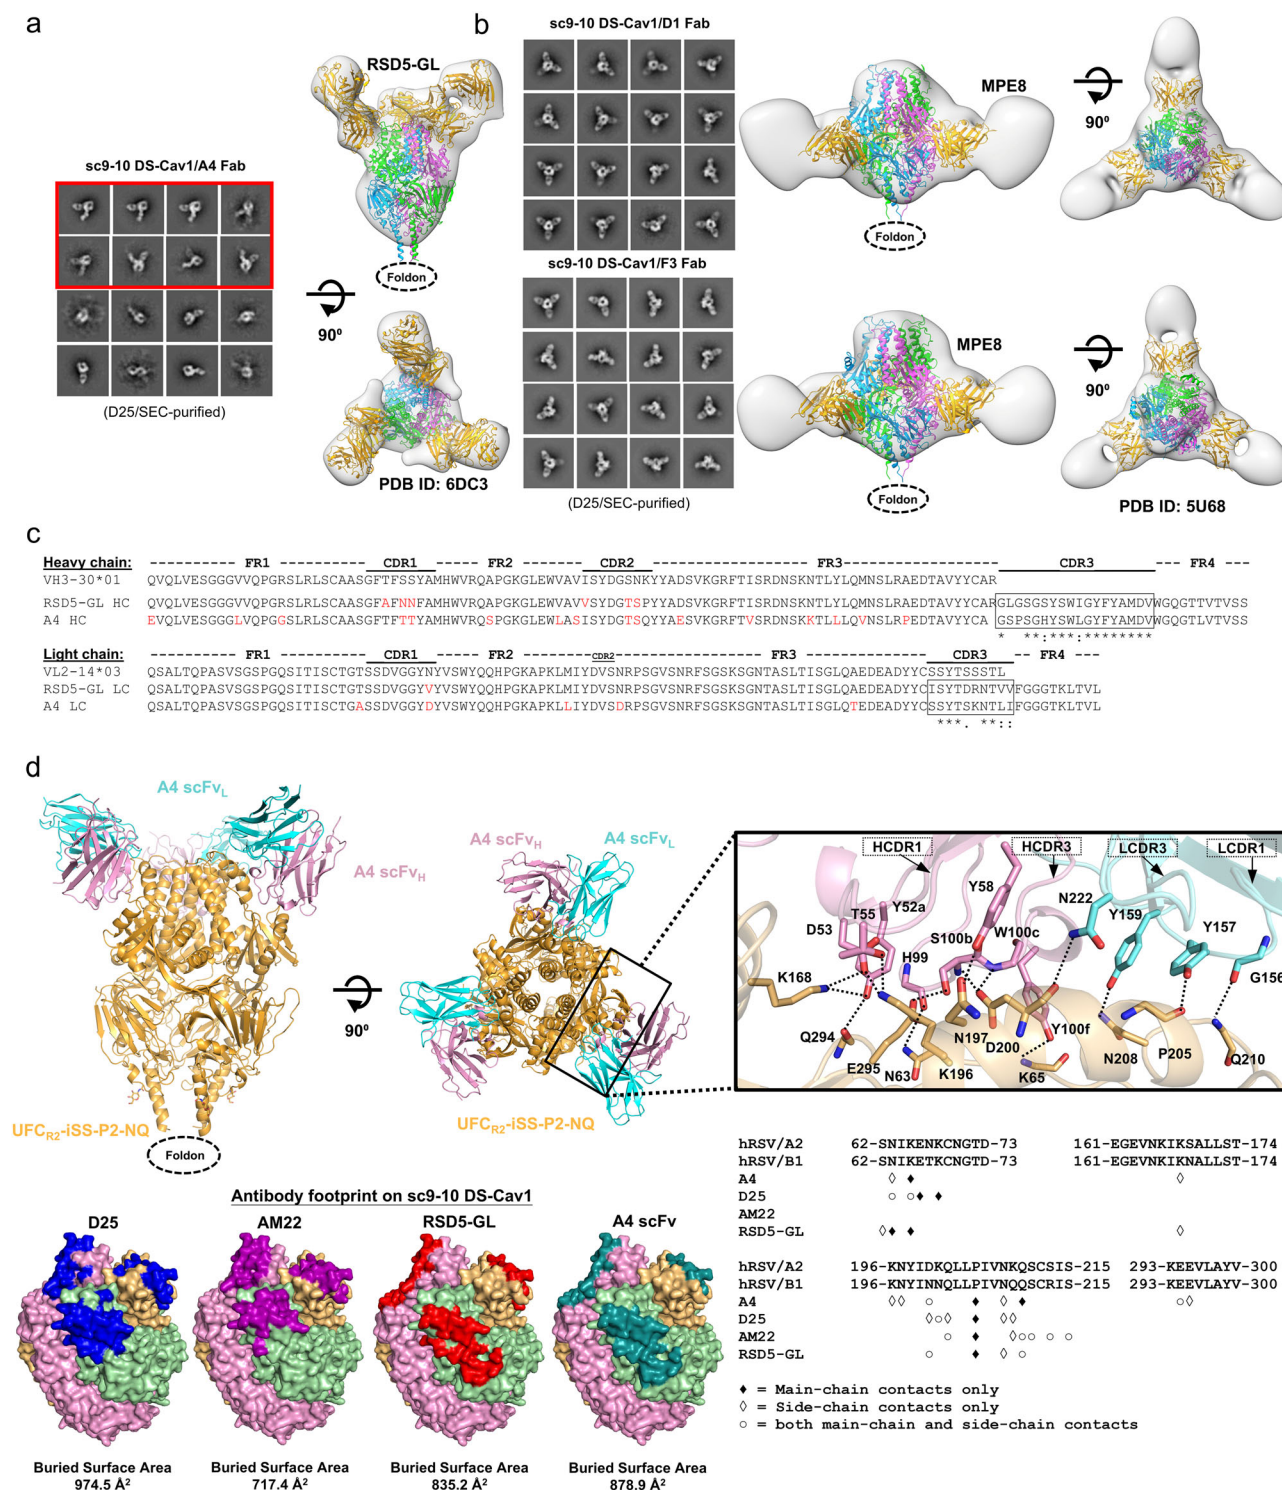 a
sc9-10 DS-Cav1/A4 Fab
(D25/SEC-purified)
RSD5-GL
Foldon
90º
PDB ID: 6DC3
b
sc9-10 DS-Cav1/D1 Fab
MPE8
90º
Foldon
sc9-10 DS-Cav1/F3 Fab
(D25/SEC-purified)
MPE8
90º
Foldon
PDB ID: 5U68
c
Heavy chain: FR1 CDR1 FR2 CDR2 FR3 CDR3 FR4
VH3-30*01 QVQLVESGGGVVQPGRSLRLSCAASGFTFSSYAMHWVRQAPGKGLEWVAVISYDGSNKYYADSVKGRFTISRDNSKNTLYLQMNSLRAEDTAVYYCAR
RSD5-GL HC QVQLVESGGGVVQPGRSLRLSCAASGFAFNNFAMHWVRQAPGKGLEWVAVVSYDGTSPYYADSVKGRFTISRDNSKNTLYLQMNSLRAEDTAVYYCARGLGSGSYSWIGYFYAMDVWGQGTTVTVSS
A4 HC EVQLVESGGGLVQPGGSLRLSCAASGFTFTTYAMHWVRQSPGKGLEWLASISYDGTSQYYAESVKGRFTVSRDNSKKTLLLQVNSLRPEDTAVYYCAGSPSGHYSWLGYFYAMDVWGQGTLVTVSS
* **:***:**********
Light chain: FR1 CDR1 FR2 CDR2 FR3 CDR3 FR4
VL2-14*03 QSALTQPASVSGSPGQSITISCTGTSSDVGGYNYVSWYQQHPGKAPKLMIYDVSNRPSGVSNRFSGSKSGNTASLTISGLQAEDEADYYCSSYTSSSTL
RSD5-GL LC QSALTQPASVSGSPGQSITISCTGTSSDVGGYVYVSWYQQHPGKAPKLMIYDVSNRPSGVSNRFSGSKSGNTASLTISGLQAEDEADYYCISYTDRNTVVFGGGTKLTVL
A4 LC QSALTQPASVSGSPGQSITISCTGASSDVGGYDYVSWYQQHPGKAPKLLIYDVSDRPSGVSNRFSGSKSGNTASLTISGLQTEDEADYYCSSYTSKNTLIFGGGTKLTVL
***. **::
d
A4 scFvL
A4 scFvH
UFCR2-iSS-P2-NQ
Foldon
90º
A4 scFvH
A4 scFvL
UFCR2-iSS-P2-NQ
HCDR1 HCDR3 LCDR3 LCDR1
Y58 N222
Y52a Y159
T55 W100c Y157
D53 S100b
H99
K168 G156
Q294 N197 Y100f P205
E295 D200 N208 Q210
N63 K196 K65
Antibody footprint on sc9-10 DS-Cav1
D25 AM22 RSD5-GL A4 scFv
Buried Surface Area Buried Surface Area Buried Surface Area Buried Surface Area
974.5 Å² 717.4 Å² 835.2 Å² 878.9 Å²
hRSV/A2 62-SNIKENKCNGTD-73 161-EGEVNKIKSALLST-174
hRSV/B1 62-SNIKETKCNGTD-73 161-EGEVNKIKNALLST-174
A4 ◊ ♦ ◊
D25 ○ ○ ♦ ♦
AM22
RSD5-GL ◊ ♦ ♦ ◊
hRSV/A2 196-KNYIDKQLLPIVNKQSCSIS-215 293-KEEVLAYV-300
hRSV/B1 196-KNYINNQLLPIVNQQSCRIS-215 293-KEEVLAYV-300
A4 ◊◊ ○ ♦ ◊ ♦ ○◊
D25 ◊○◊ ♦ ◊◊
AM22 ○ ♦ ◊○○ ○ ○
RSD5-GL ○ ♦ ◊ ◊
♦ = Main-chain contacts only
◊ = Side-chain contacts only
○ = both main-chain and side-chain contacts